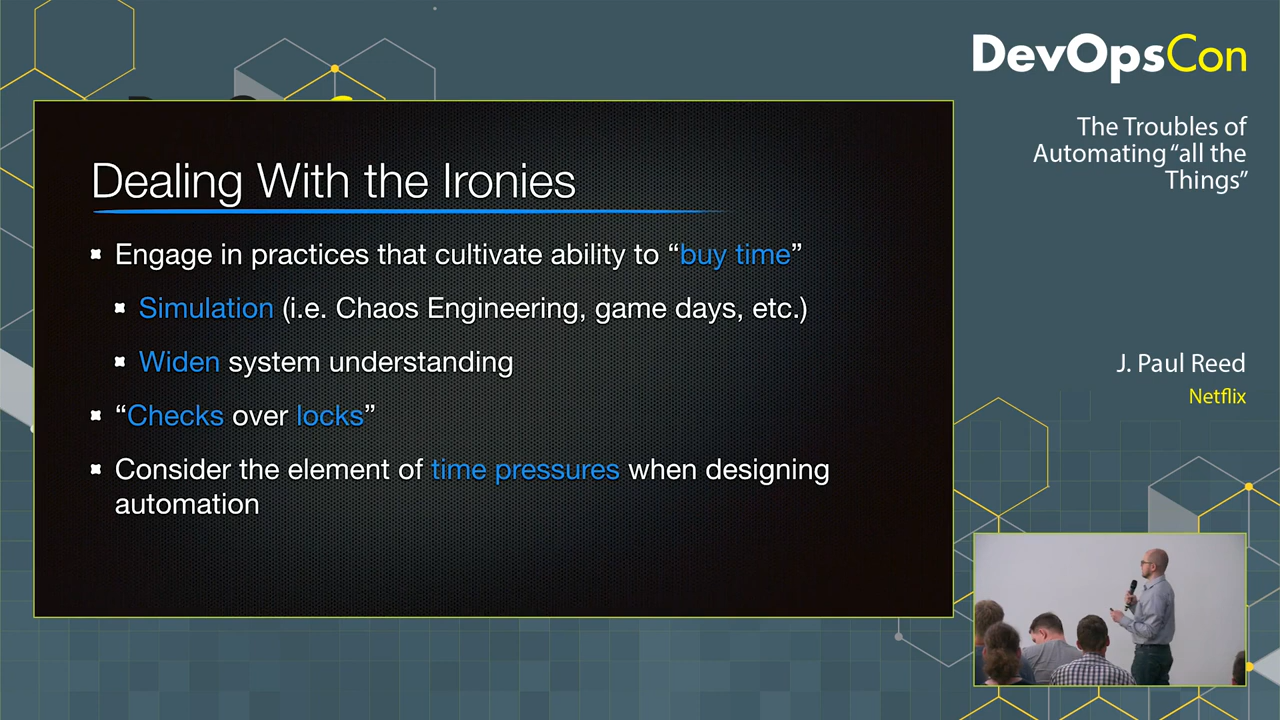 DevOpsCon
The Troubles of
Automating “all the
Things”
Dealing With the Ironies
Engage in practices that cultivate ability to “buy time”
Simulation (i.e. Chaos Engineering, game days, etc.)
Widen system understanding
“Checks over locks”
Consider the element of time pressures when designing
automation
J. Paul Reed
Netflix